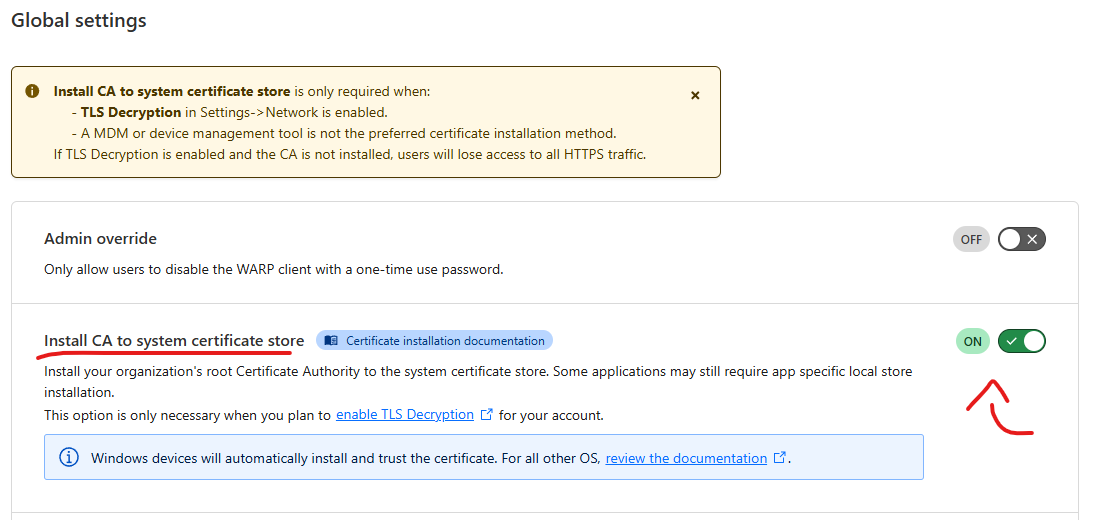 Global settings
Install CA to system certificate store is only required when:
- TLS Decryption in Settings->Network is enabled.
- A MDM or device management tool is not the preferred certificate installation method.
If TLS Decryption is enabled and the CA is not installed, users will lose access to all HTTPS traffic.
Admin override
OFF
Only allow users to disable the WARP client with a one-time use password.
Install CA to system certificate store
Certificate installation documentation
ON
Install your organization's root Certificate Authority to the system certificate store. Some applications may still require app specific local store
installation.
This option is only necessary when you plan to enable TLS Decryption for your account.
Windows devices will automatically install and trust the certificate. For all other OS, review the documentation.